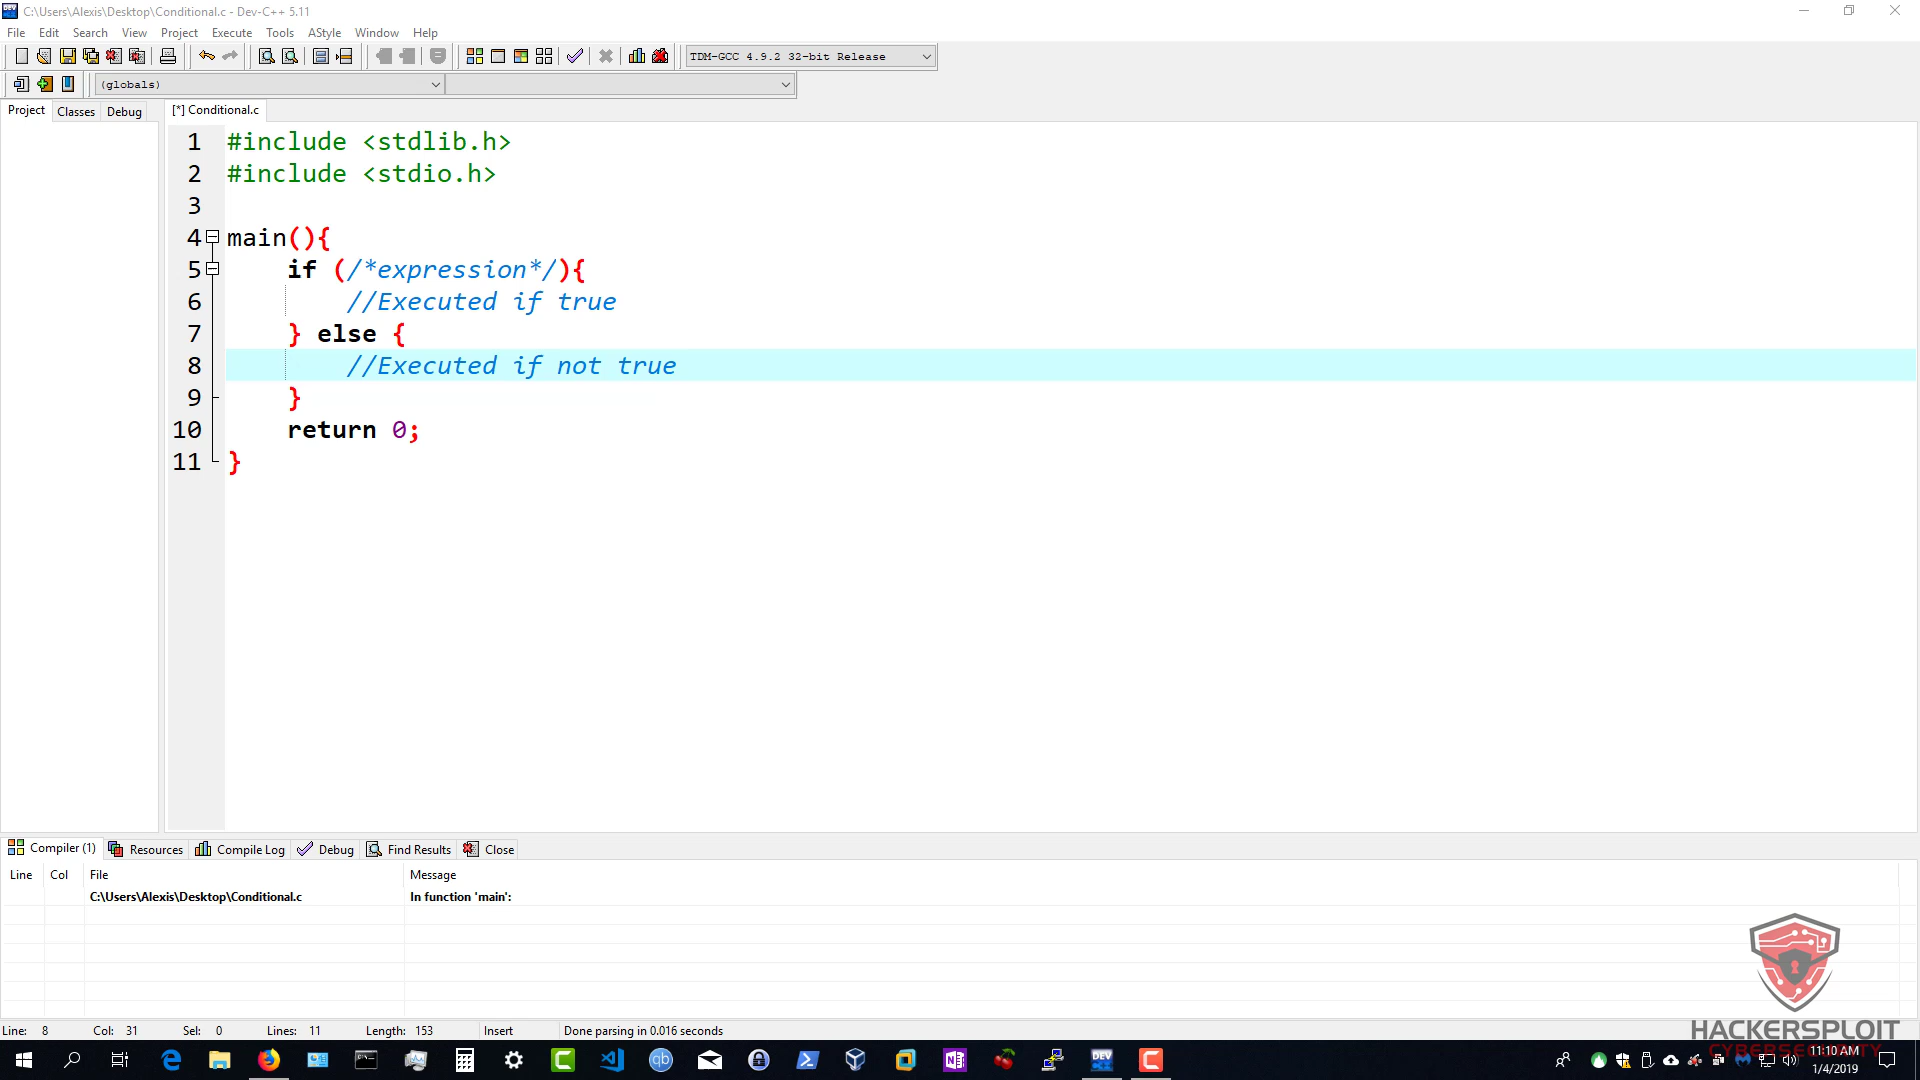 C:\Users\Alexis\Desktop\Conditional.c - Dev-C++ 5.11
File Edit Search View Project Execute Tools AStyle Window Help
TDM-GCC 4.9.2 32-bit Release
(globals)
Project Classes Debug [*] Conditional.c
1 #include <stdlib.h>
2 #include <stdio.h>
3
4 main(){
5 if (/*expression*/){
6 //Executed if true
7 } else {
8 //Executed if not true
9 }
10 return 0;
11 }
Compiler (1) Resources Compile Log Debug Find Results Close
Line Col File Message
C:\Users\Alexis\Desktop\Conditional.c In function 'main':
HACKERSPLOIT
CYBERSECURITY
Line: 8 Col: 31 Sel: 0 Lines: 11 Length: 153 Insert Done parsing in 0.016 seconds
11:10 AM
1/4/2019